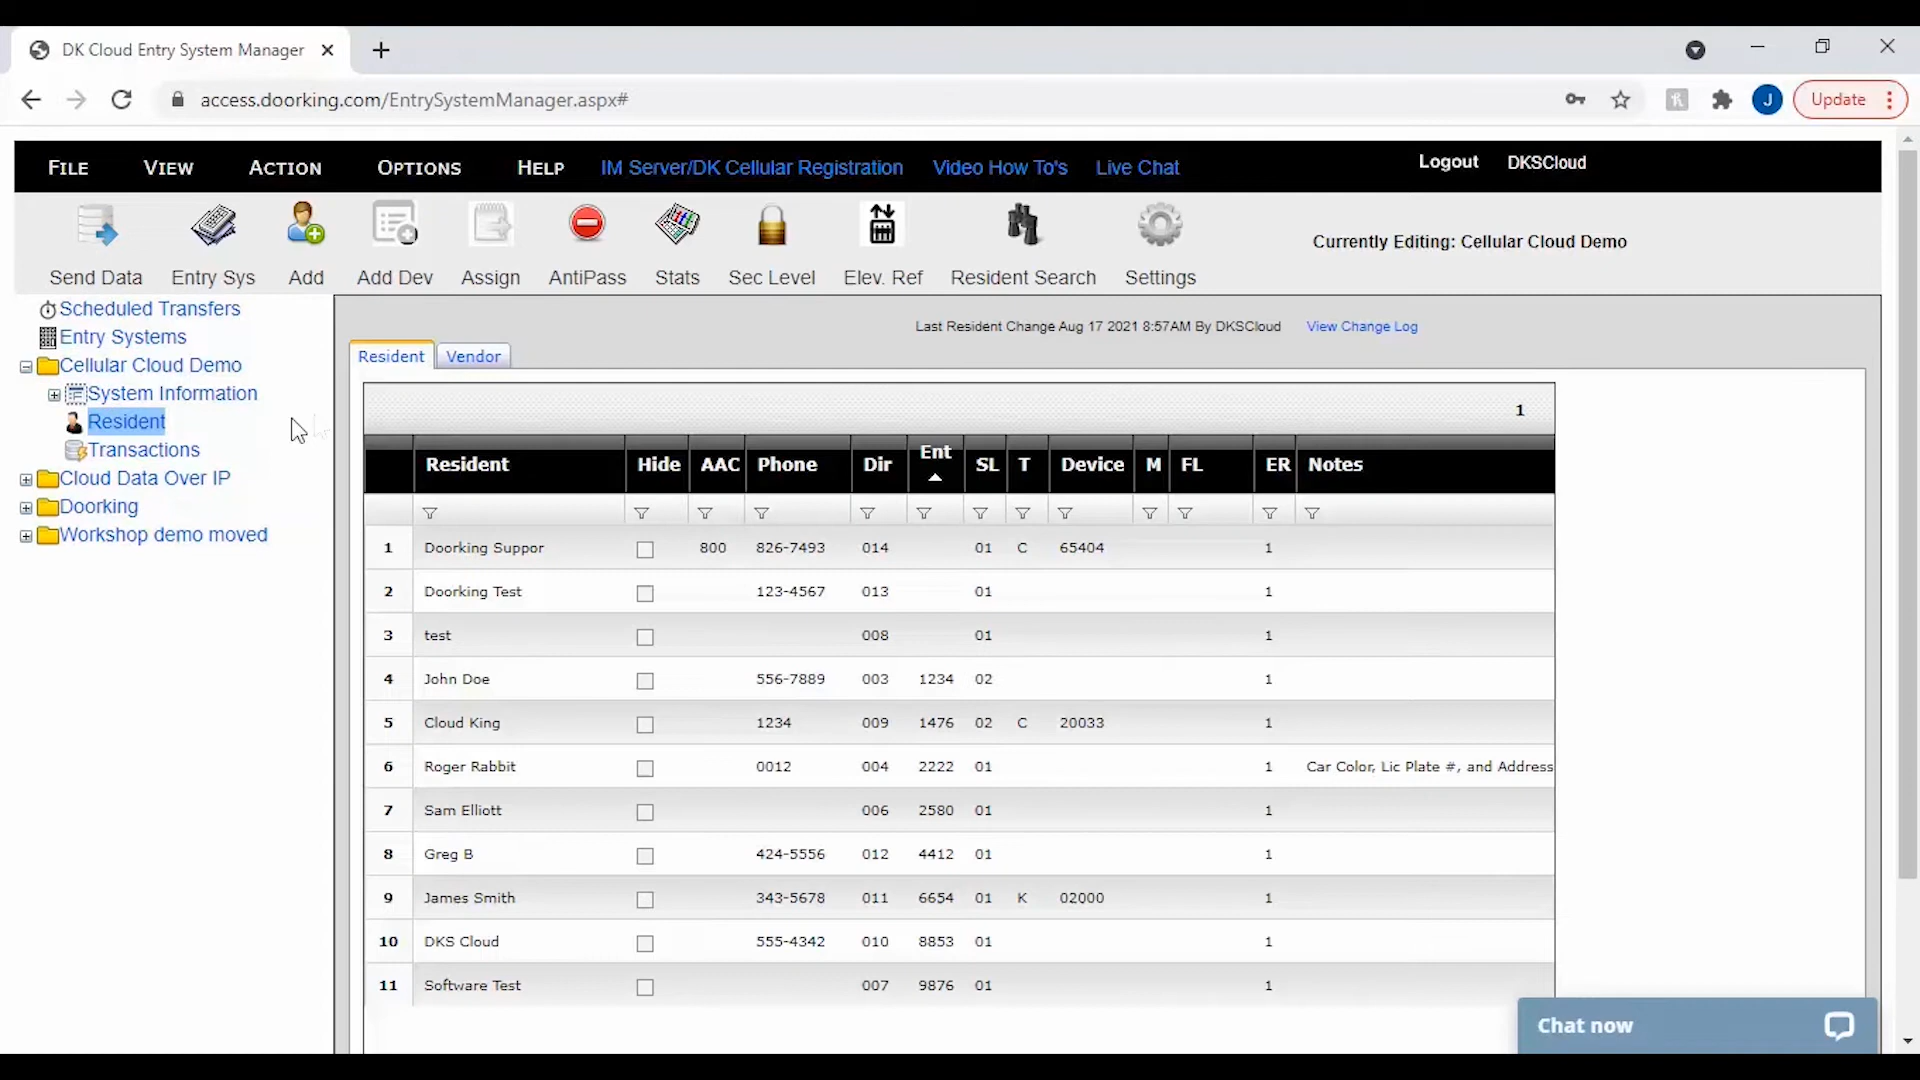 DK Cloud Entry System Manager
access.doorking.com/EntrySystemManager.aspx#
J
Update
FILE VIEW ACTION OPTIONS HELP IM Server/DK Cellular Registration Video How To's Live Chat Logout DKSCloud
Send Data Entry Sys Add Add Dev Assign AntiPass Stats Sec Level Elev. Ref Resident Search Settings
Currently Editing: Cellular Cloud Demo
Scheduled Transfers
Entry Systems
Cellular Cloud Demo
System Information
Resident
Transactions
Cloud Data Over IP
Doorking
Workshop demo moved
Last Resident Change Aug 17 2021 8:57AM By DKSCloud View Change Log
Resident Vendor
1
Resident Hide AAC Phone Dir Ent SL T Device M FL ER Notes
1 Doorking Suppor 800 826-7493 014 01 C 65404 1
2 Doorking Test 123-4567 013 01 1
3 test 008 01 1
4 John Doe 556-7889 003 1234 02 1
5 Cloud King 1234 009 1476 02 C 20033 1
6 Roger Rabbit 0012 004 2222 01 1 Car Color, Lic Plate #, and Address
7 Sam Elliott 006 2580 01 1
8 Greg B 424-5556 012 4412 01 1
9 James Smith 343-5678 011 6654 01 K 02000 1
10 DKS Cloud 555-4342 010 8853 01 1
11 Software Test 007 9876 01 1
Chat now